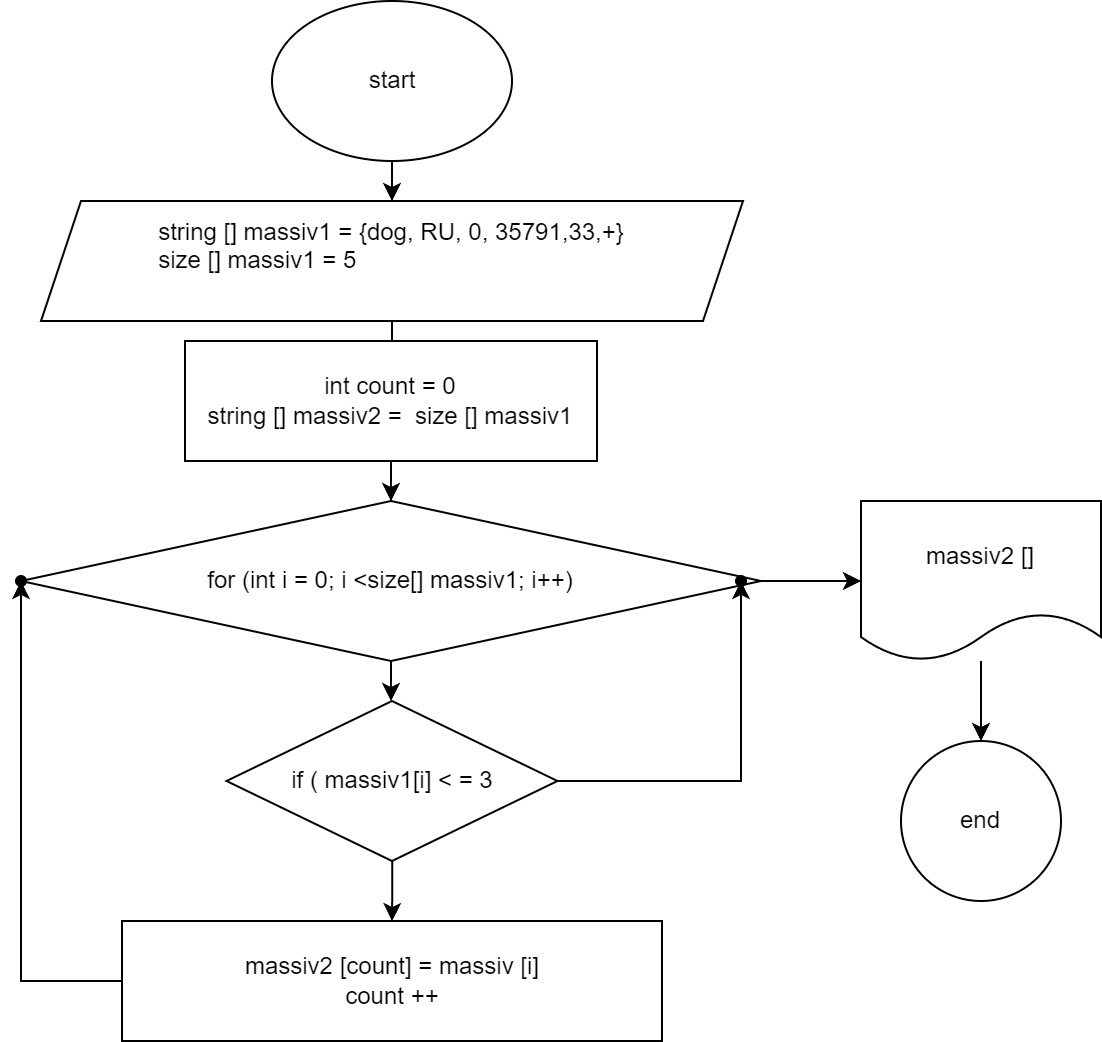 start
string [] massiv1 = {dog, RU, 0, 35791,33,+}
size [] massiv1 = 5
int count = 0
string [] massiv2 =  size [] massiv1
for (int i = 0; i <size[] massiv1; i++)
massiv2 []
if ( massiv1[i] < = 3
end
massiv2 [count] = massiv [i]
count ++